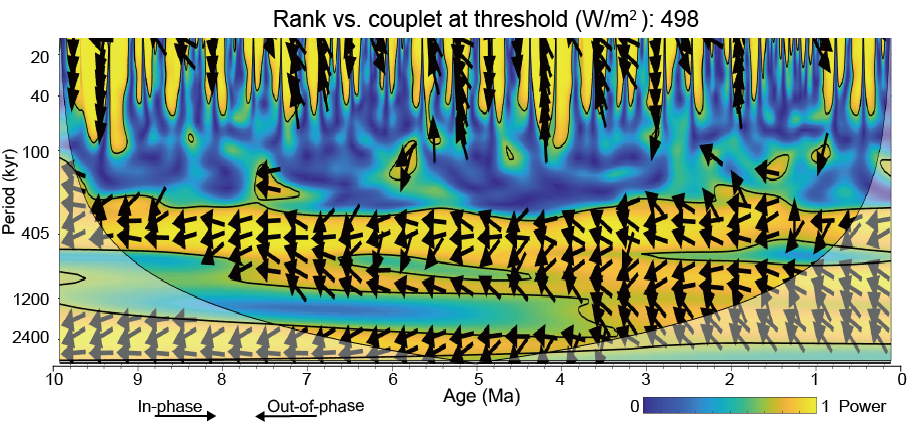 Rank vs. couplet at threshold (W/m²): 498
Period (kyr)
20
40
100
405
1200
2400
10 9 8 7 6 5 4 3 2 1 0
Age (Ma)
In-phase
Out-of-phase
0 1 Power